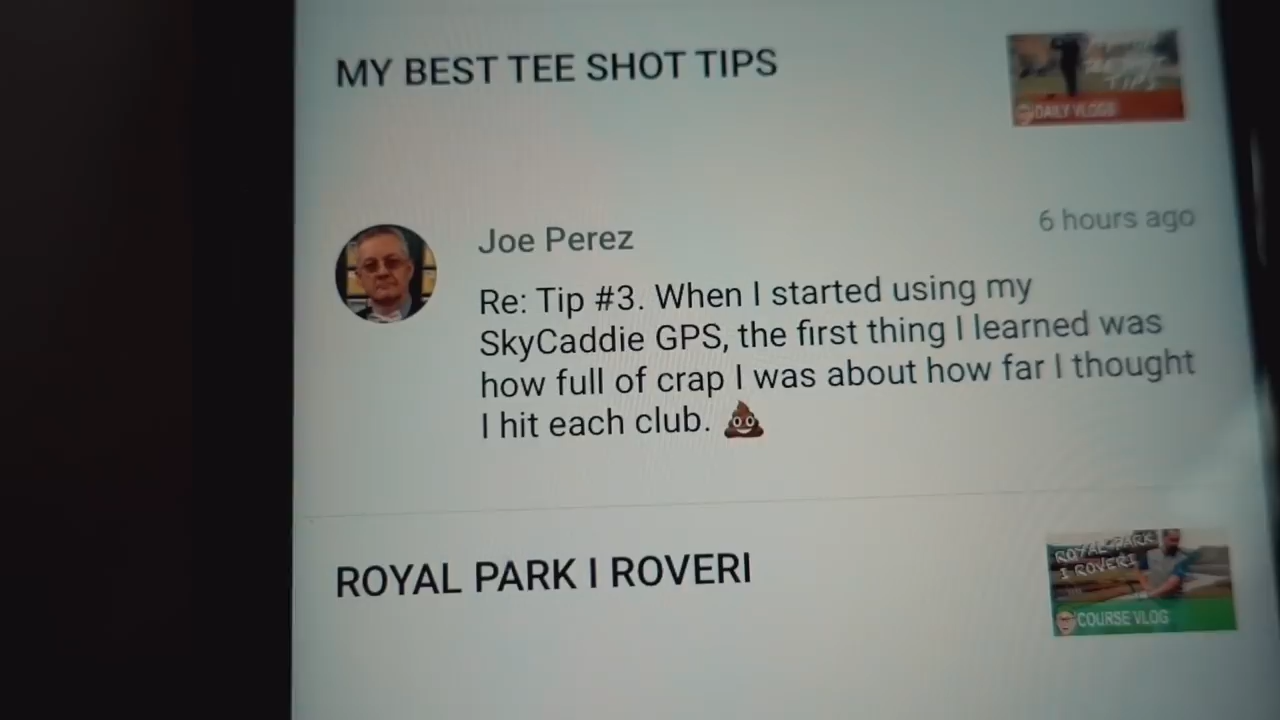 MY BEST TEE SHOT TIPS
TIPS
DAILY VLOGS
Joe Perez
6 hours ago
Re: Tip #3. When I started using my
SkyCaddie GPS, the first thing I learned was
how full of crap I was about how far I thought
I hit each club. 💩
ROYAL PARK I ROVERI
ROYAL PARK
I ROVERI
COURSE VLOG